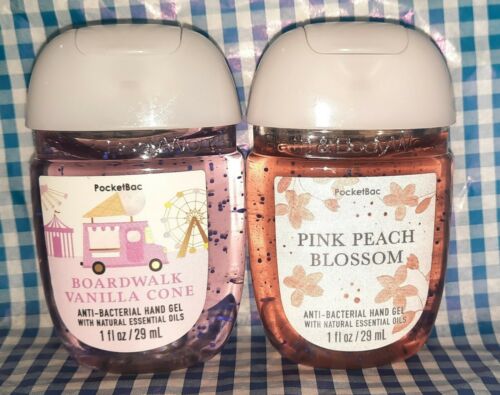 PocketBac
BOARDWALK
VANILLA CONE
ANTI-BACTERIAL HAND GEL
WITH NATURAL ESSENTIAL OILS
1 fl oz / 29 mL
PocketBac
PINK PEACH
BLOSSOM
ANTI-BACTERIAL HAND GEL
WITH NATURAL ESSENTIAL OILS
1 fl oz / 29 mL